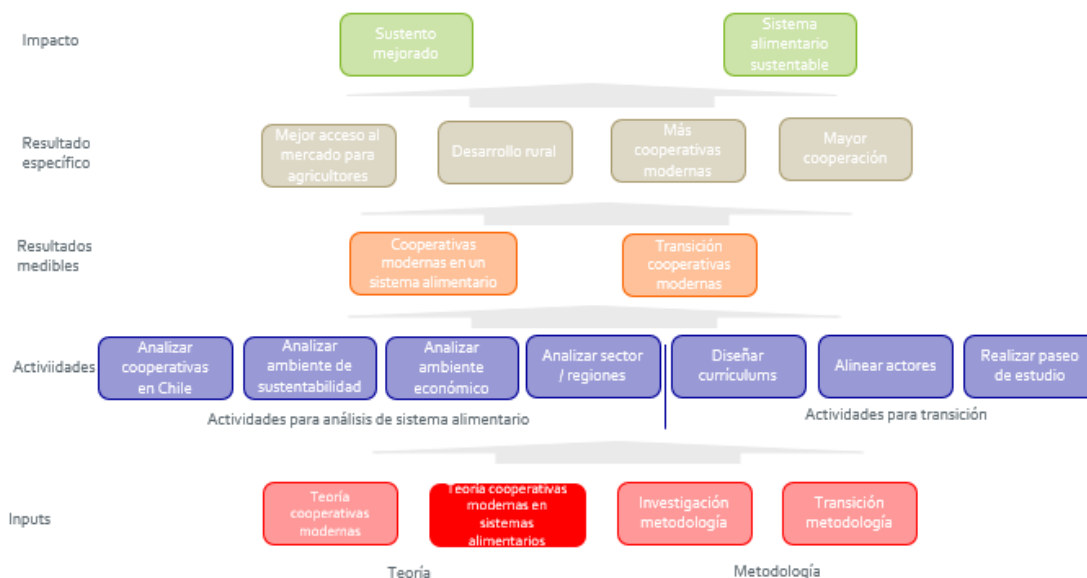 Impacto
Sustento
mejorado
Sistema
alimentario
sustentable
Resultado
específico
Mejor acceso al
mercado para
agricultores
Desarrollo rural
Más
cooperativas
modernas
Mayor
cooperación
Resultados
medibles
Cooperativas
modernas en un
sistema alimentario
Transición
cooperativas
modernas
Activiidades
Analizar
cooperativas
en Chile
Analizar
ambiente de
sustentabilidad
Analizar
ambiente
económico
Analizar sector
/ regiones
Diseñar
currículums
Alinear actores
Realizar paseo
de estudio
Actividades para análisis de sistema alimentario
Actividades para transición
Inputs
Teoría
cooperativas
modernas
Teoría cooperativas
modernas en
sistemas
alimentarios
Investigación
metodología
Transición
metodología
Teoría
Metodología